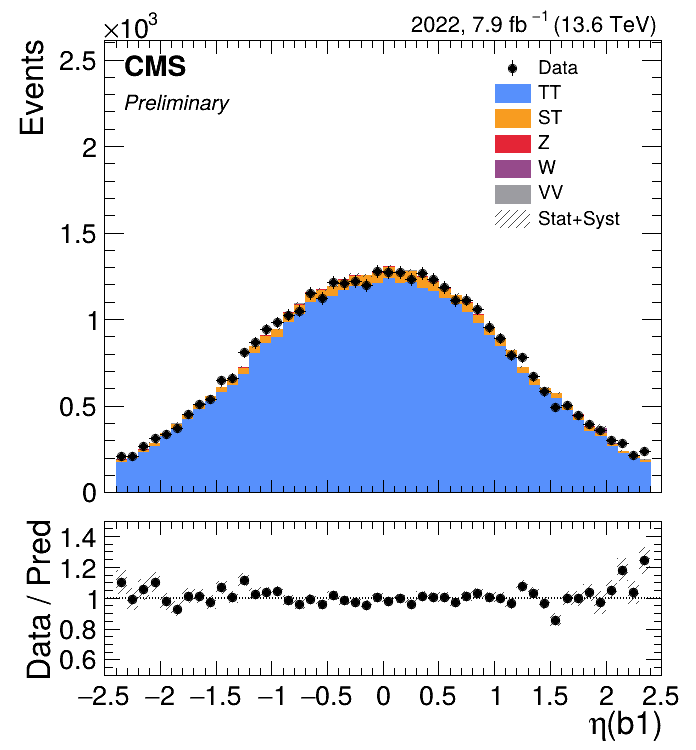 ×10³
2022, 7.9 fb⁻¹ (13.6 TeV)
Events
CMS
Preliminary
Data
TT
ST
Z
W
VV
Stat+Syst
2.5
2
1.5
1
0.5
0
Data / Pred
1.4
1.2
1
0.8
0.6
−2.5 −2 −1.5 −1 −0.5 0 0.5 1 1.5 2 2.5
η(b1)